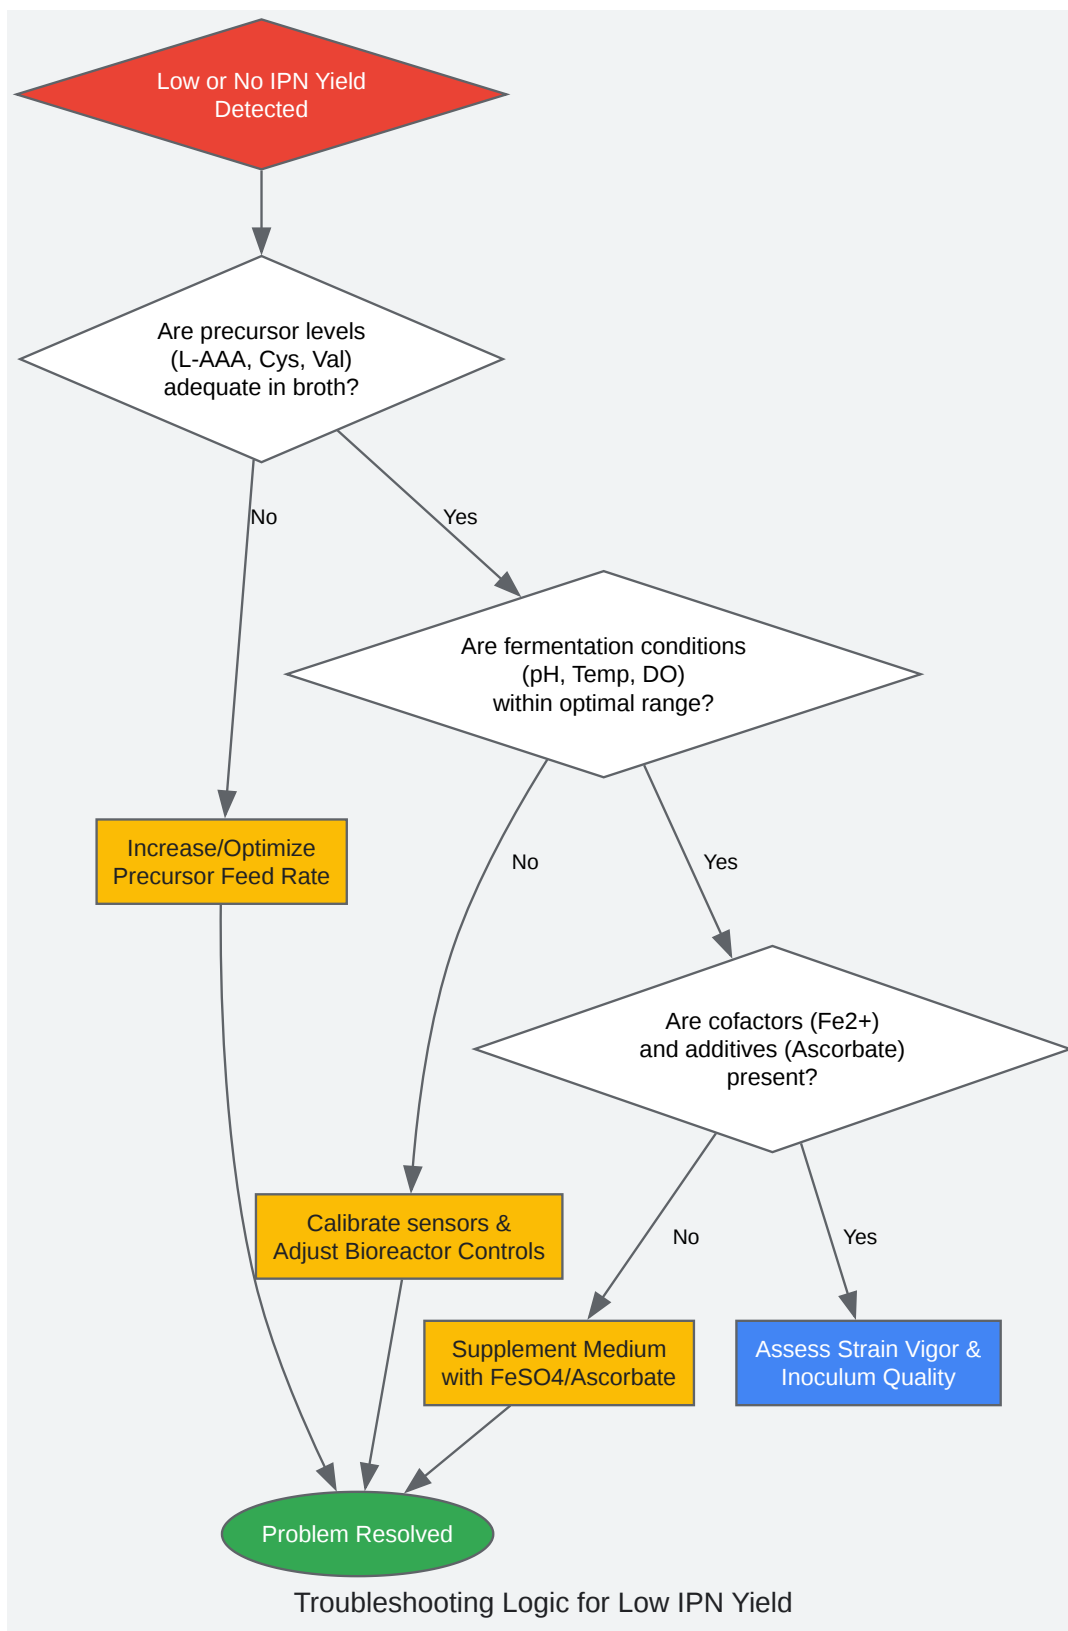 Low or No IPN Yield
Detected
Are precursor levels
(L-AAA, Cys, Val)
adequate in broth?
No
Yes
Are fermentation conditions
(pH, Temp, DO)
within optimal range?
Increase/Optimize
Precursor Feed Rate
No
Yes
Are cofactors (Fe2+)
and additives (Ascorbate)
present?
Calibrate sensors &
Adjust Bioreactor Controls
No
Yes
Supplement Medium
with FeSO4/Ascorbate
Assess Strain Vigor &
Inoculum Quality
Problem Resolved
Troubleshooting Logic for Low IPN Yield